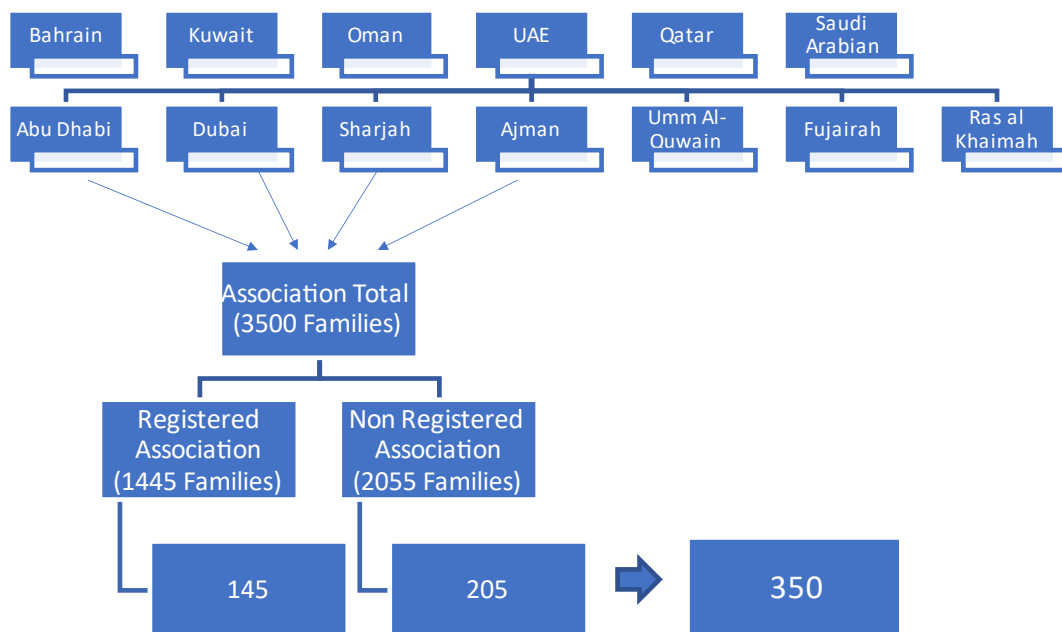 Bahrain
Kuwait
Oman
UAE
Qatar
Saudi
Arabian
Abu Dhabi
Dubai
Sharjah
Ajman
Umm Al-
Quwain
Fujairah
Ras al
Khaimah
Association Total
(3500 Families)
Registered
Association
(1445 Families)
Non Registered
Association
(2055 Families)
145
205
350